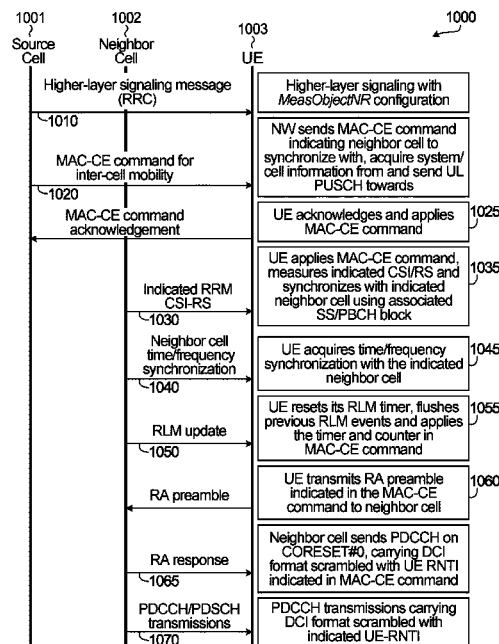 1001
1002
1003
1000
Source
Cell
Neighbor
Cell
UE
Higher-layer signaling message
(RRC)
1010
Higher-layer signaling with
MeasObjectNR configuration
MAC-CE command for
inter-cell mobility
1020
NW sends MAC-CE command
indicating neighbor cell to
synchronize with, acquire system/
cell information from and send UL
PUSCH towards
MAC-CE command
acknowledgement
UE acknowledges and applies
MAC-CE command
1025
UE applies MAC-CE command,
measures indicated CSI/RS and
synchronizes with indicated
neighbor cell using associated
SS/PBCH block
1035
Indicated RRM
CSI-RS
1030
Neighbor cell
time/frequency
synchronization
1040
UE acquires time/frequency
synchronization with the indicated
neighbor cell
1045
RLM update
1050
UE resets its RLM timer, flushes
previous RLM events and applies
the timer and counter in
MAC-CE command
1055
RA preamble
UE transmits RA preamble
indicated in the MAC-CE
command to neighbor cell
1060
RA response
1065
Neighbor cell sends PDCCH on
CORESET#0, carrying DCI
format scrambled with UE RNTI
indicated in MAC-CE command
PDCCH/PDSCH
transmissions
1070
PDCCH transmissions carrying
DCI format scrambled with
indicated UE-RNTI